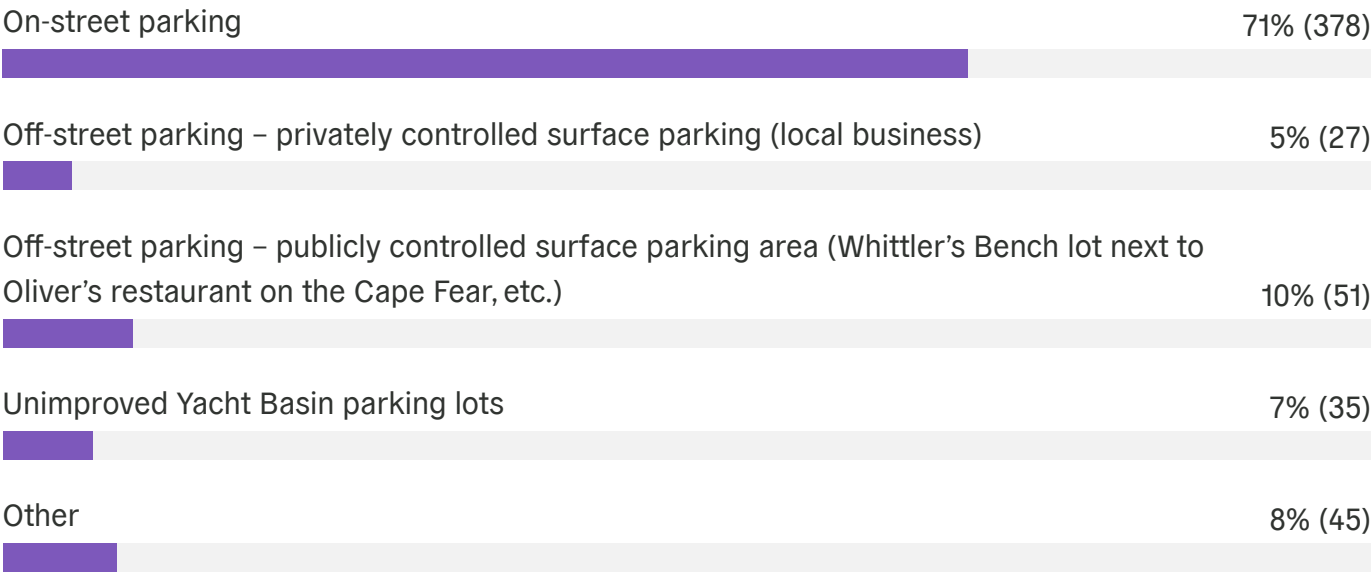 On-street parking 71% (378)
Off-street parking – privately controlled surface parking (local business) 5% (27)
Off-street parking – publicly controlled surface parking area (Whittler’s Bench lot next to
Oliver’s restaurant on the Cape Fear, etc.) 10% (51)
Unimproved Yacht Basin parking lots 7% (35)
Other 8% (45)